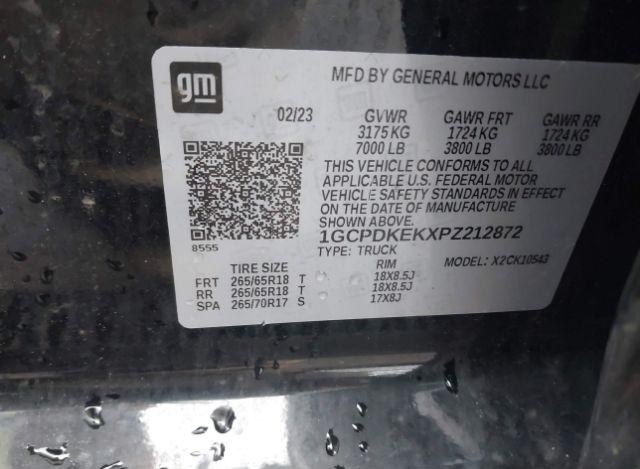 gm
MFD BY GENERAL MOTORS LLC
02/23 GVWR GAWR FRT GAWR RR
3175 KG 1724 KG 1724 KG
7000 LB 3800 LB 3800 LB
THIS VEHICLE CONFORMS TO ALL
APPLICABLE U.S. FEDERAL MOTOR
VEHICLE SAFETY STANDARDS IN EFFECT
ON THE DATE OF MANUFACTURE
SHOWN ABOVE.
8555
1GCPDKEKXPZ212872
TYPE: TRUCK MODEL: X2CK10543
TIRE SIZE RIM
FRT 265/65R18 T 18X8.5J
RR 265/65R18 T 18X8.5J
SPA 265/70R17 S 17X8J